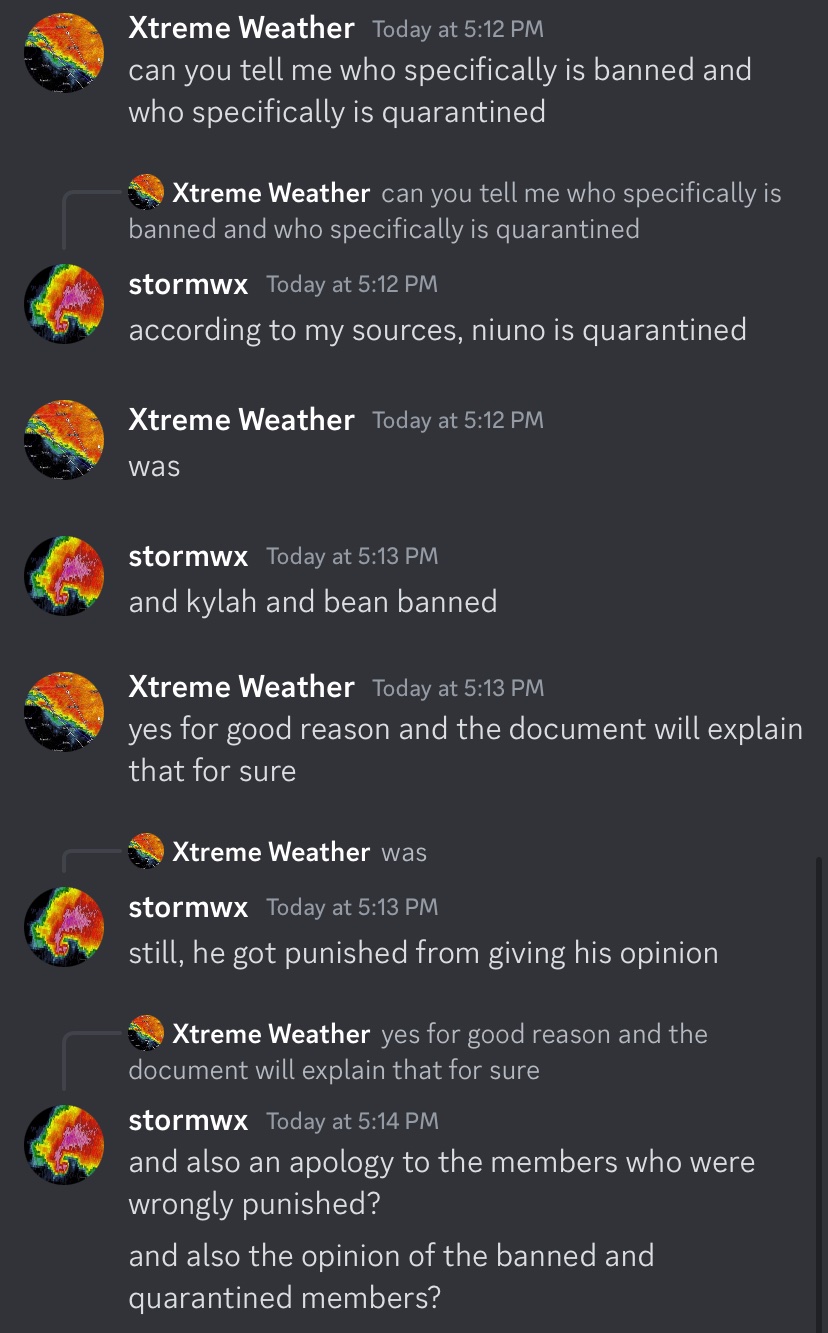 Xtreme Weather Today at 5:12 PM
can you tell me who specifically is banned and
who specifically is quarantined
Xtreme Weather can you tell me who specifically is
banned and who specifically is quarantined
stormwx Today at 5:12 PM
according to my sources, niuno is quarantined
Xtreme Weather Today at 5:12 PM
was
stormwx Today at 5:13 PM
and kylah and bean banned
Xtreme Weather Today at 5:13 PM
yes for good reason and the document will explain
that for sure
Xtreme Weather was
stormwx Today at 5:13 PM
still, he got punished from giving his opinion
Xtreme Weather yes for good reason and the
document will explain that for sure
stormwx Today at 5:14 PM
and also an apology to the members who were
wrongly punished?
and also the opinion of the banned and
quarantined members?